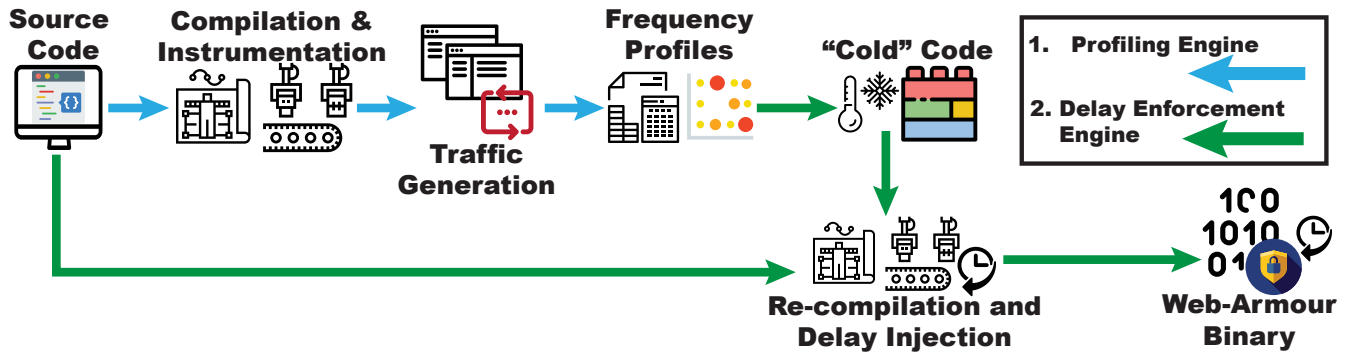 Source
Code
Compilation &
Instrumentation
Traffic
Generation
Frequency
Profiles
“Cold” Code
1. Profiling Engine
2. Delay Enforcement
Engine
Re-compilation and
Delay Injection
100
1010
01
Web-Armour
Binary